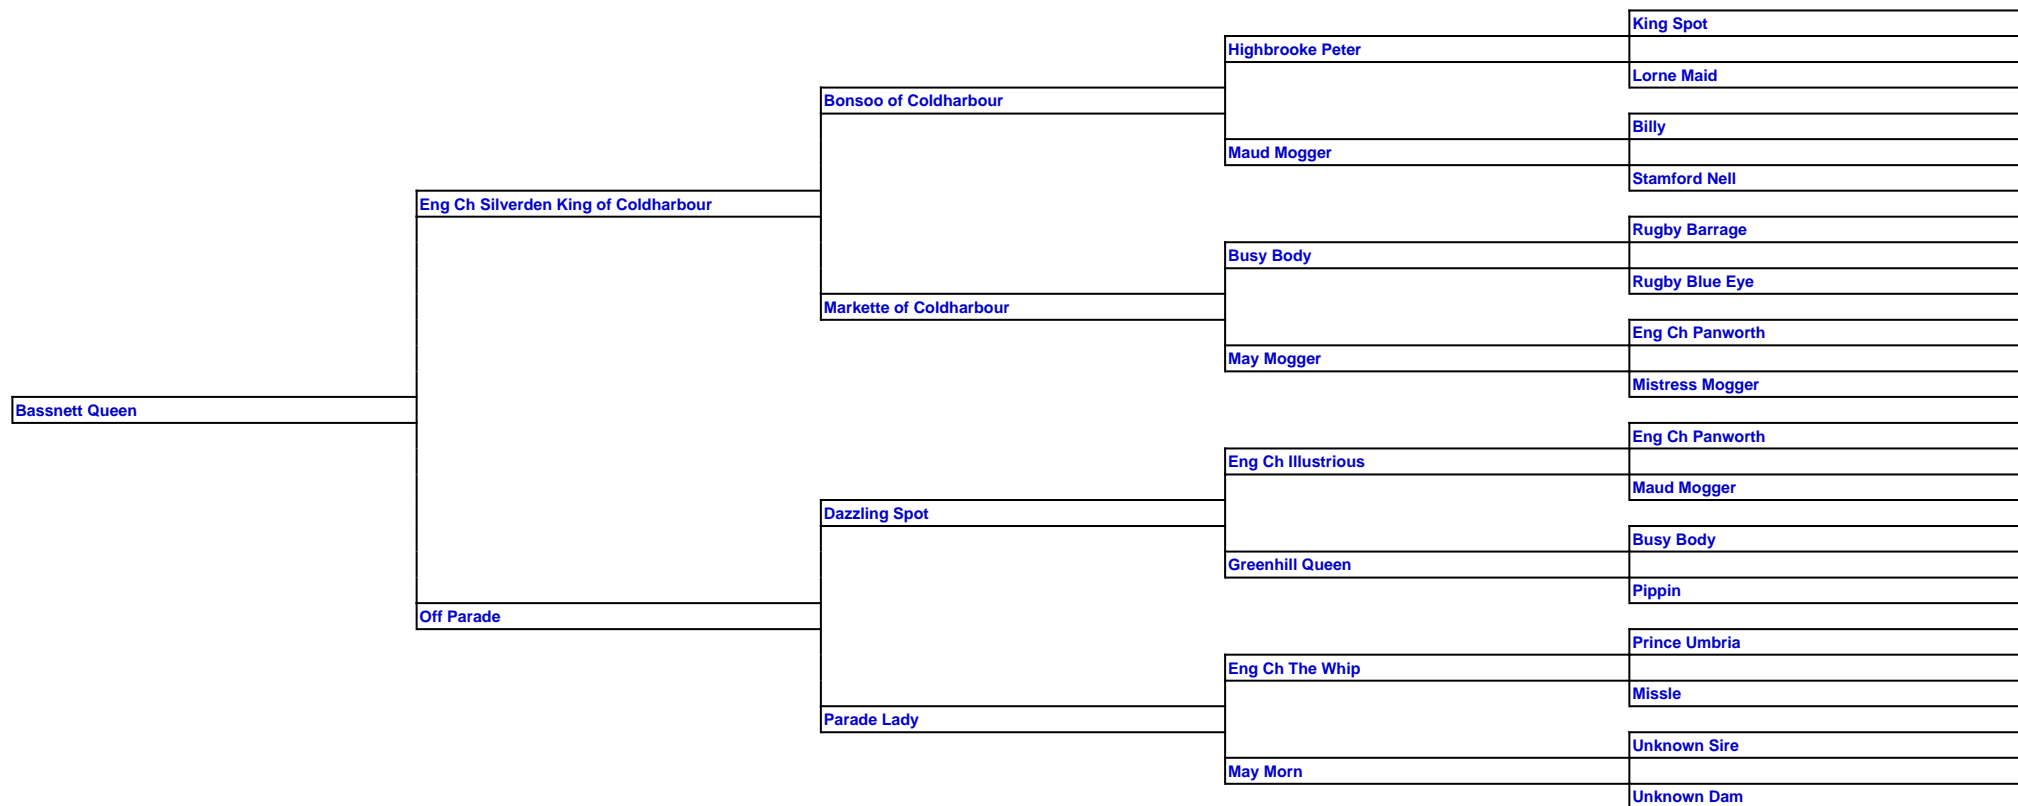 King Spot
Highbrooke Peter
Lorne Maid
Bonsoo of Coldharbour
Billy
Maud Mogger
Stamford Nell
Eng Ch Silverden King of Coldharbour
Rugby Barrage
Busy Body
Rugby Blue Eye
Markette of Coldharbour
Eng Ch Panworth
May Mogger
Mistress Mogger
Bassnett Queen
Eng Ch Panworth
Eng Ch Illustrious
Maud Mogger
Dazzling Spot
Busy Body
Greenhill Queen
Pippin
Off Parade
Prince Umbria
Eng Ch The Whip
Missle
Parade Lady
Unknown Sire
May Morn
Unknown Dam